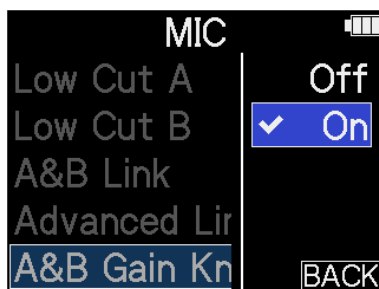 MIC
Low Cut A
Low Cut B
A&B Link
Advanced Lir
A&B Gain Kn
Off
On
BACK